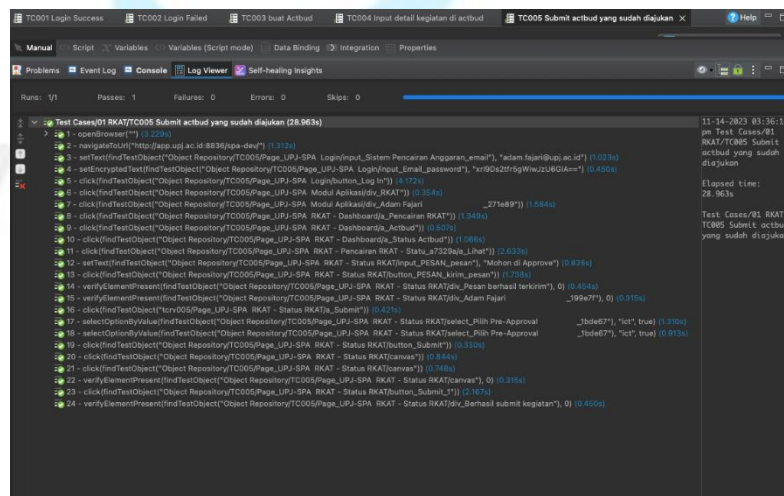 TC001 Login Success TC002 Login Failed TC003 buat Actbud TC004 Input detail kegiatan di actbud TC005 Submit actbud yang sudah diajukan Help
Manual Script Variables Variables (Script mode) Data Binding Integration Properties
Problems Event Log Console Log Viewer Self-healing Insights
Runs: 1/1 Passes: 1 Failures: 0 Errors: 0 Skips: 0
Test Cases/01 RKAT/TC005 Submit actbud yang sudah diajukan (28.963s)
1 - openBrowser("") (3.229s)
2 - navigateToUrl("http://app.upj.ac.id:8836/spa-dev/") (1.312s)
3 - setText(findTestObject("Object Repository/TC005/Page_UPJ-SPA Login/input_Sistem Pencairan Anggaran_email"), "adam.fajari@upj.ac.id") (1.023s)
4 - setEncryptedText(findTestObject("Object Repository/TC005/Page_UPJ-SPA Login/input_Email_password"), (0.450s)
5 - click(findTestObject("Object Repository/TC005/Page_UPJ-SPA Login/button_Log In")) (4.172s)
6 - click(findTestObject("Object Repository/TC005/Page_UPJ-SPA Modul Aplikasi/div_RKAT")) (0.354s)
7 - click(findTestObject("Object Repository/TC005/Page_UPJ-SPA Modul Aplikasi/div_Adam Fajari _271e89")) (1.684s)
8 - click(findTestObject("Object Repository/TC005/Page_UPJ-SPA RKAT - Dashboard/a_Pencairan RKAT")) (1.349s)
9 - click(findTestObject("Object Repository/TC005/Page_UPJ-SPA RKAT - Dashboard/a_Actbud")) (0.507s)
10 - click(findTestObject("Object Repository/TC005/Page_UPJ-SPA RKAT - Dashboard/a_Status Actbud")) (1.066s)
11 - click(findTestObject("Object Repository/TC005/Page_UPJ-SPA RKAT - Pencairan RKAT - Statu_a7329a/a_Lihat")) (2.633s)
12 - setText(findTestObject("Object Repository/TC005/Page_UPJ-SPA RKAT - Status RKAT/input_PESAN_pesan"), "Mohon di Approve") (0.836s)
13 - click(findTestObject("Object Repository/TC005/Page_UPJ-SPA RKAT - Status RKAT/button_PESAN_kirim_pesan")) (1.738s)
14 - verifyElementPresent(findTestObject("Object Repository/TC005/Page_UPJ-SPA RKAT - Status RKAT/div_Pesan berhasil terkirim"), 0) (0.454s)
15 - verifyElementPresent(findTestObject("Object Repository/TC005/Page_UPJ-SPA RKAT - Status RKAT/div_Adam Fajari _199e7f"), 0) (0.315s)
16 - click(findTestObject("tcrv005/Page_UPJ-SPA RKAT - Status RKAT/a_Submit")) (0.421s)
17 - selectOptionByValue(findTestObject("Object Repository/TC005/Page_UPJ-SPA RKAT - Status RKAT/select_Pilih Pre-Approval _1bde67"), "ict", true) (1.310s)
18 - selectOptionByValue(findTestObject("Object Repository/TC005/Page_UPJ-SPA RKAT - Status RKAT/select_Pilih Pre-Approval _1bde67"), "ict", true) (0.913s)
19 - click(findTestObject("Object Repository/TC005/Page_UPJ-SPA RKAT - Status RKAT/button_Submit")) (0.330s)
20 - click(findTestObject("Object Repository/TC005/Page_UPJ-SPA RKAT - Status RKAT/canvas")) (0.844s)
21 - click(findTestObject("Object Repository/TC005/Page_UPJ-SPA RKAT - Status RKAT/canvas")) (0.748s)
22 - verifyElementPresent(findTestObject("Object Repository/TC005/Page_UPJ-SPA RKAT - Status RKAT/canvas"), 0) (0.316s)
23 - click(findTestObject("Object Repository/TC005/Page_UPJ-SPA RKAT - Status RKAT/button_Submit_1")) (2.167s)
24 - verifyElementPresent(findTestObject("Object Repository/TC005/Page_UPJ-SPA RKAT - Status RKAT/div_Berhasil submit kegiatan"), 0) (0.450s)
11-14-2023 03:36:1
pm Test Cases/01
RKAT/TC005 Submit
actbud yang sudah
diajukan
Elapsed time:
28.963s
Test Cases/01 RKAT
TC005 Submit actbu
yang sudah diajuka